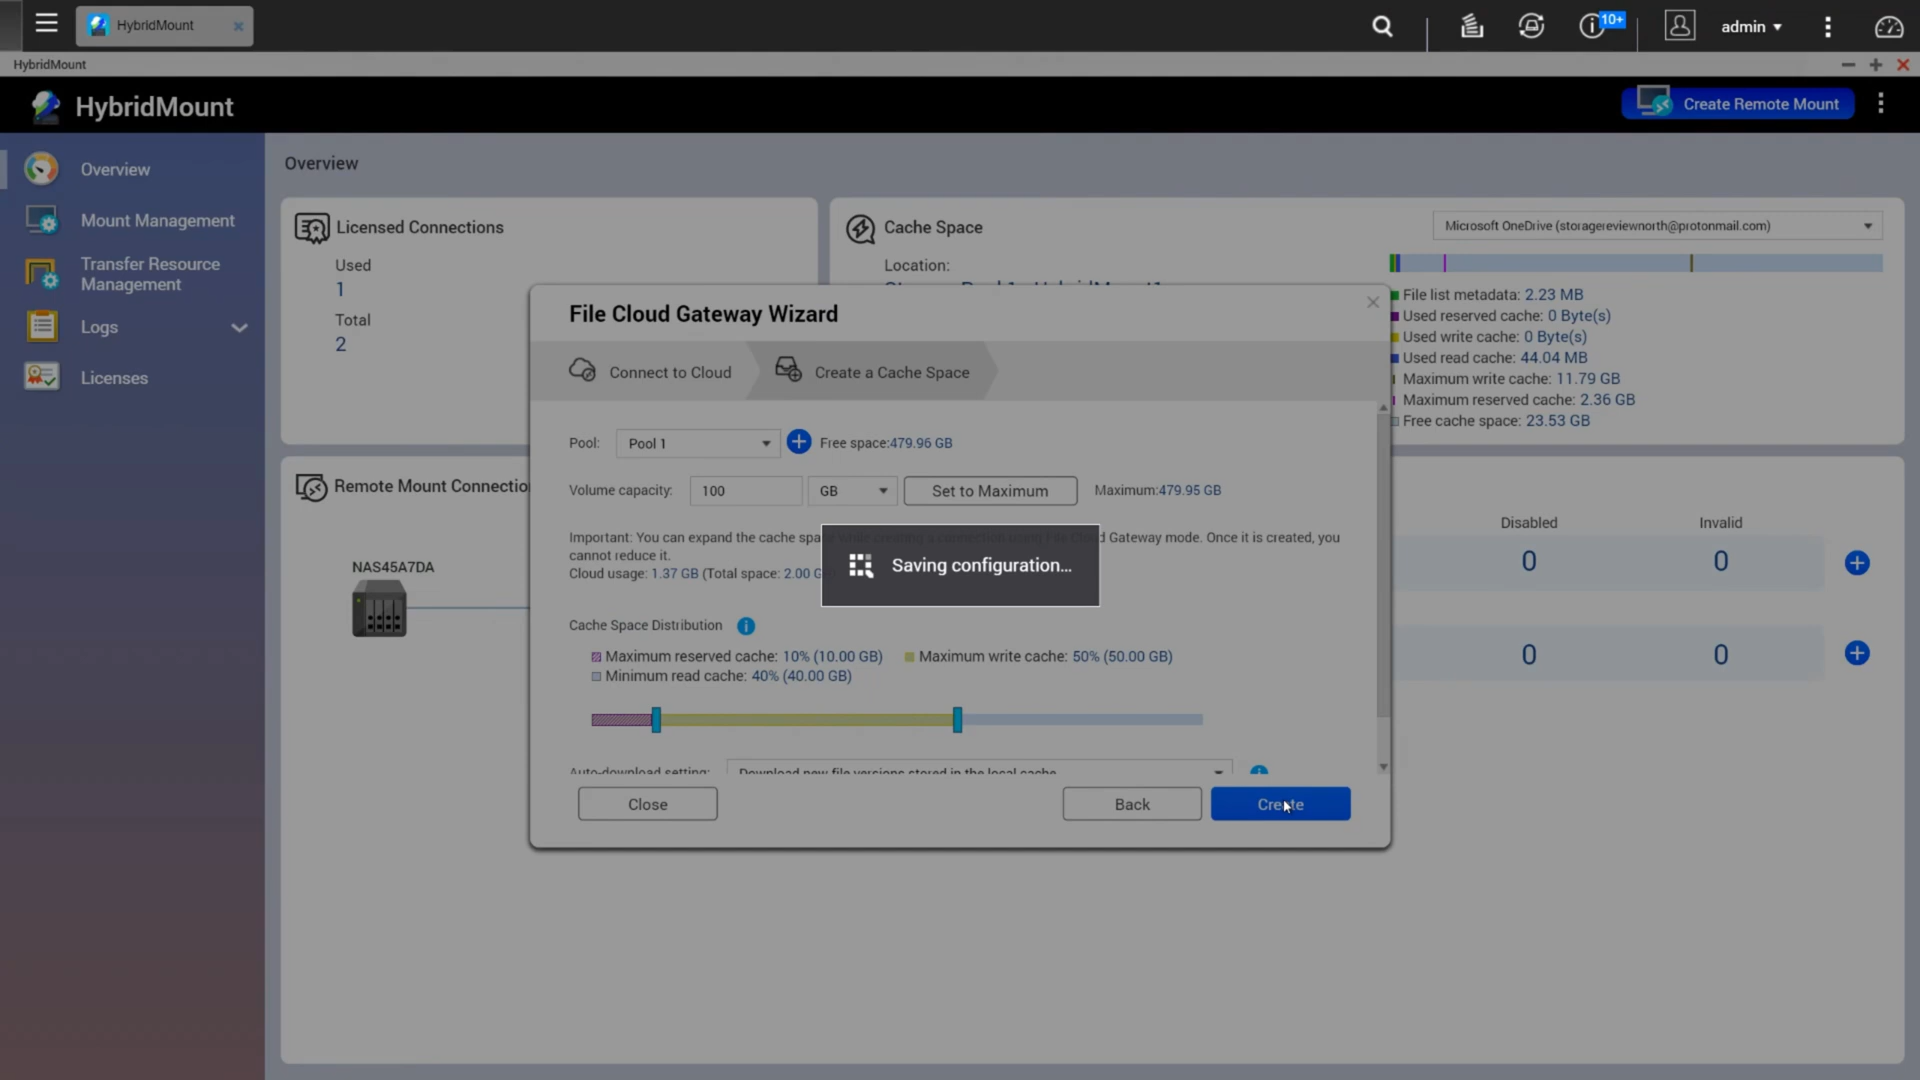 HybridMount
10+
admin
HybridMount
HybridMount
Create Remote Mount
Overview
Mount Management
Transfer Resource
Management
Logs
Licenses
Overview
Licensed Connections
Used
1
Total
2
Cache Space
Location:
Microsoft OneDrive (storagereviewnorth@protonmail.com)
File list metadata: 2.23 MB
Used reserved cache: 0 Byte(s)
Used write cache: 0 Byte(s)
Used read cache: 44.04 MB
Maximum write cache: 11.79 GB
Maximum reserved cache: 2.36 GB
Free cache space: 23.53 GB
Remote Mount Connectio
NAS45A7DA
Disabled
Invalid
0
0
0
0
File Cloud Gateway Wizard
Connect to Cloud
Create a Cache Space
Pool:
Pool 1
Free space:479.96 GB
Volume capacity:
100
GB
Set to Maximum
Maximum:479.95 GB
Important: You can expand the cache space while creating a connection using File Cloud Gateway mode. Once it is created, you
cannot reduce it.
Cloud usage: 1.37 GB (Total space: 2.00 G
Saving configuration...
Cache Space Distribution
Maximum reserved cache: 10% (10.00 GB)
Maximum write cache: 50% (50.00 GB)
Minimum read cache: 40% (40.00 GB)
Auto-download setting:
Download new file versions stored in the local cache
Close
Back
Create